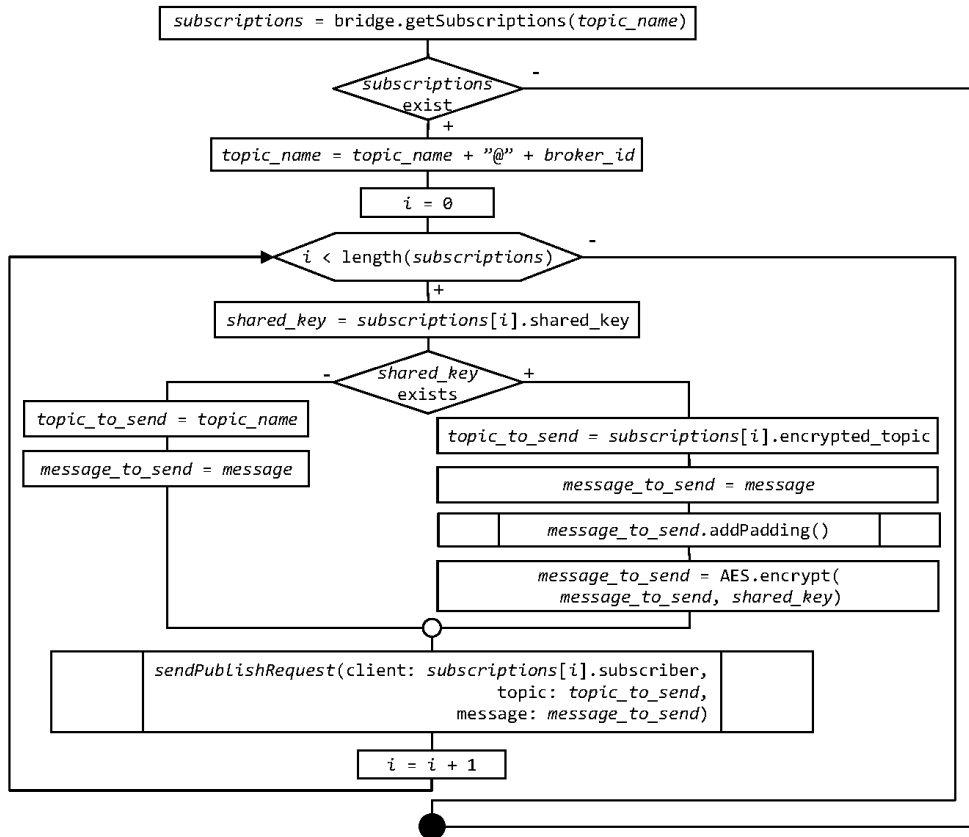 subscriptions = bridge.getSubscriptions(topic_name)
-
subscriptions
exist
+
topic_name = topic_name + ”@” + broker_id
i = 0
-
i < length(subscriptions)
+
shared_key = subscriptions[i].shared_key
-
shared_key
exists
+
topic_to_send = topic_name
message_to_send = message
topic_to_send = subscriptions[i].encrypted_topic
message_to_send = message
message_to_send.addPadding()
message_to_send = AES.encrypt(
message_to_send, shared_key)
sendPublishRequest(client: subscriptions[i].subscriber,
topic: topic_to_send,
message: message_to_send)
i = i + 1